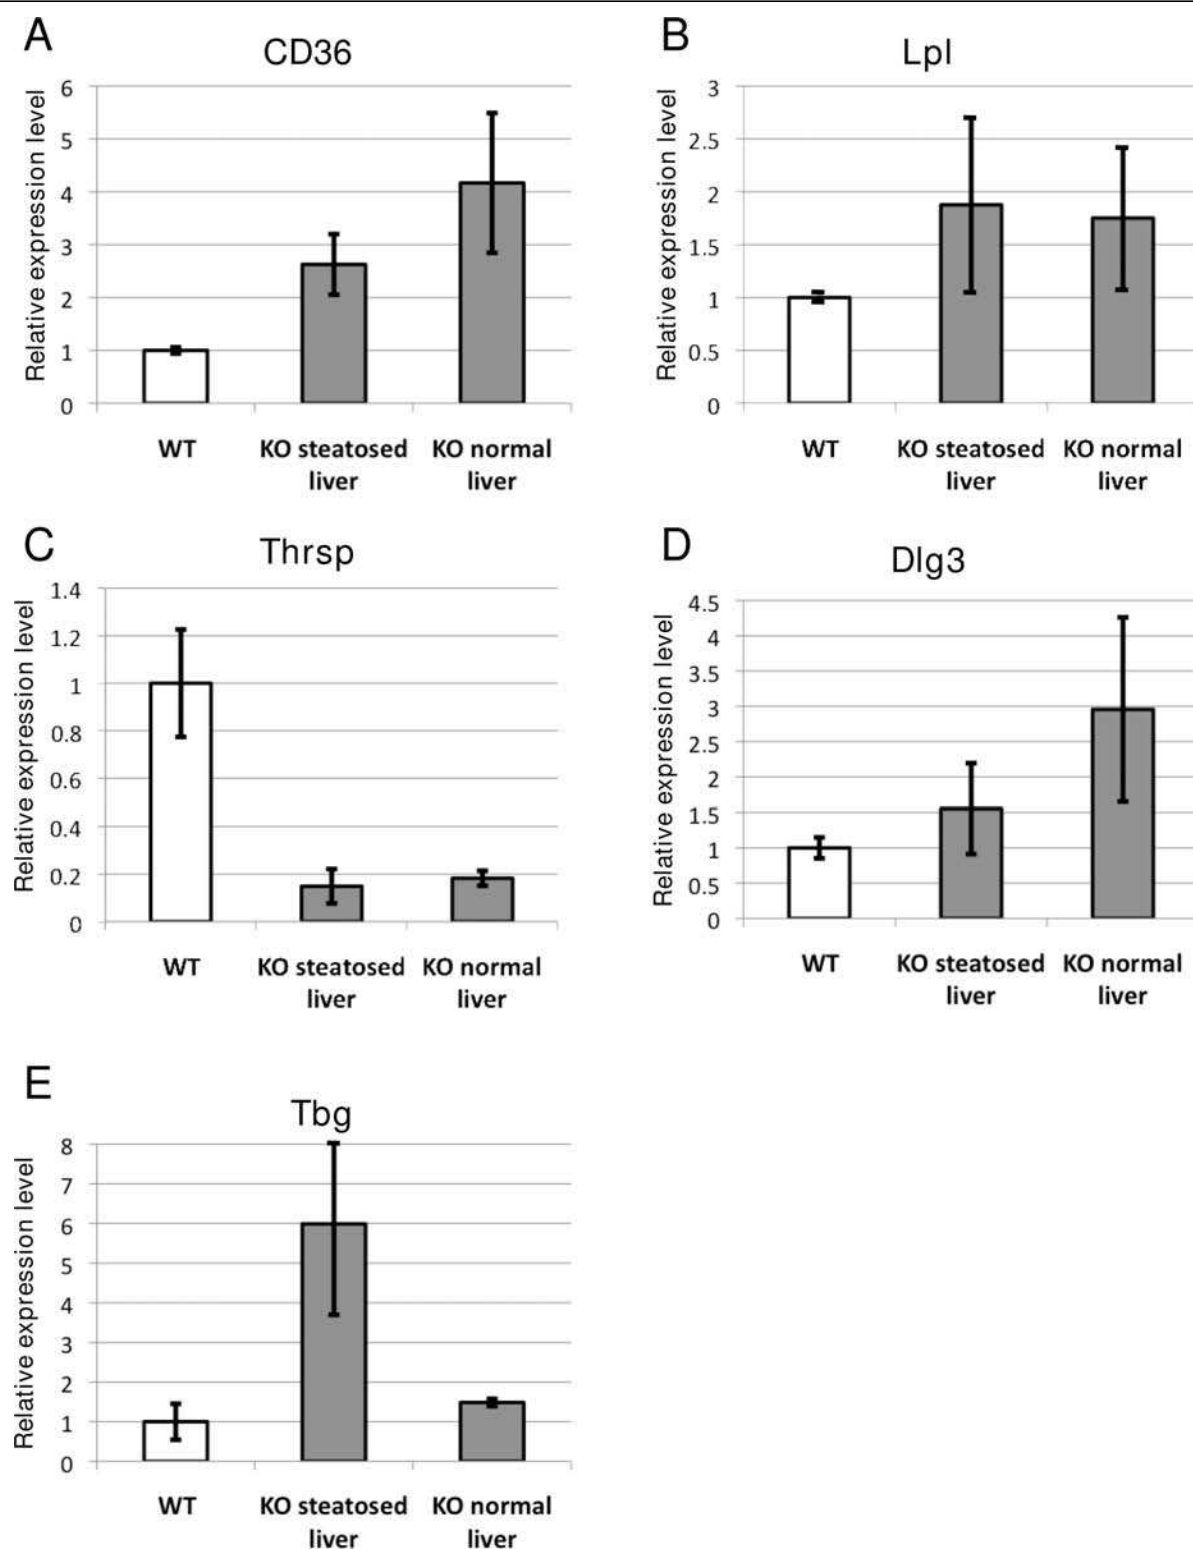 A
CD36
Relative expression level
6
5
4
3
2
1
0
WT
KO steatosed
liver
KO normal
liver
B
Lpl
Relative expression level
3
2.5
2
1.5
1
0.5
0
WT
KO steatosed
liver
KO normal
liver
C
Thrsp
Relative expression level
1.4
1.2
1
0.8
0.6
0.4
0.2
0
WT
KO steatosed
liver
KO normal
liver
D
Dlg3
Relative expression level
4.5
4
3.5
3
2.5
2
1.5
1
0.5
0
WT
KO steatosed
liver
KO normal
liver
E
Tbg
Relative expression level
8
7
6
5
4
3
2
1
0
WT
KO steatosed
liver
KO normal
liver